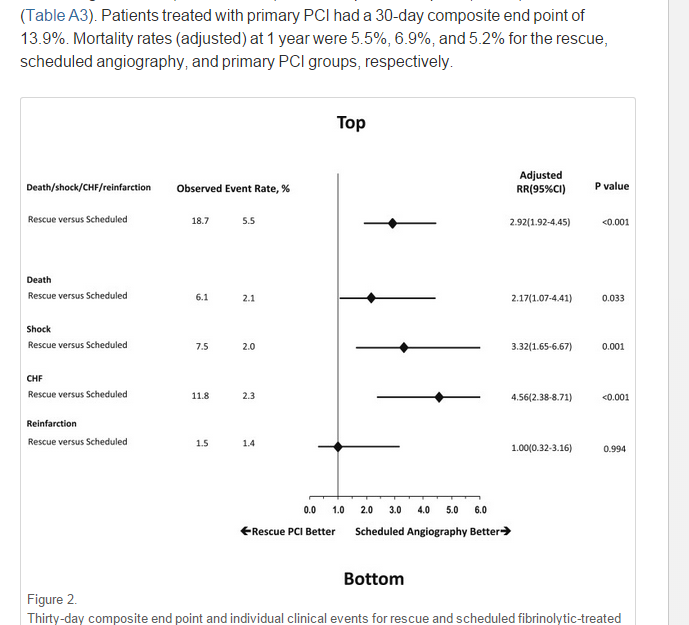 (Table A3). Patients treated with primary PCI had a 30-day composite end point of
13.9%. Mortality rates (adjusted) at 1 year were 5.5%, 6.9%, and 5.2% for the rescue,
scheduled angiography, and primary PCI groups, respectively.
Top
Death/shock/CHF/reinfarction Observed Event Rate, % Adjusted RR(95%CI) P value
Rescue versus Scheduled 18.7 5.5 2.92(1.92-4.45) <0.001
Death
Rescue versus Scheduled 6.1 2.1 2.17(1.07-4.41) 0.033
Shock
Rescue versus Scheduled 7.5 2.0 3.32(1.65-6.67) 0.001
CHF
Rescue versus Scheduled 11.8 2.3 4.56(2.38-8.71) <0.001
Reinfarction
Rescue versus Scheduled 1.5 1.4 1.00(0.32-3.16) 0.994
0.0 1.0 2.0 3.0 4.0 5.0 6.0
←Rescue PCI Better Scheduled Angiography Better→
Bottom
Figure 2.
Thirty-day composite end point and individual clinical events for rescue and scheduled fibrinolytic-treated